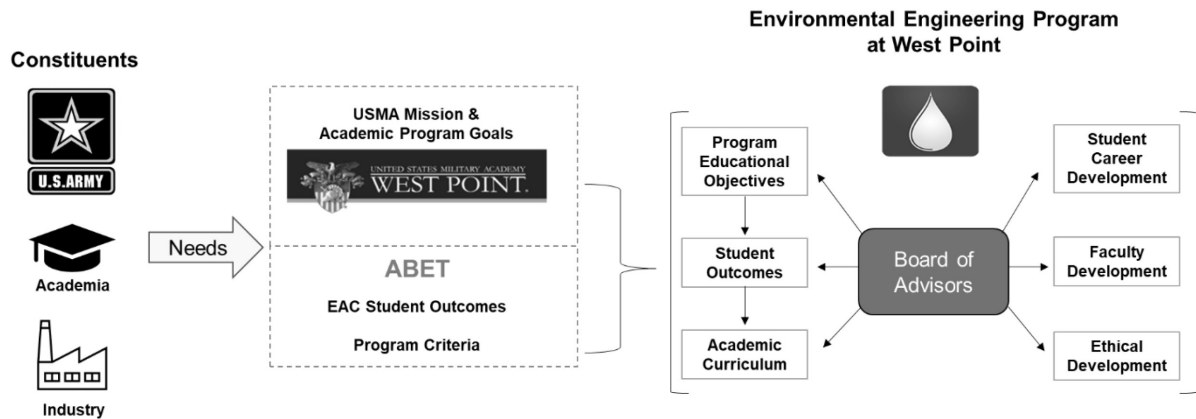 Constituents
U.S.ARMY
Academia
Industry
Needs
USMA Mission &
Academic Program Goals
UNITED STATES MILITARY ACADEMY
WEST POINT®
ABET
EAC Student Outcomes
Program Criteria
Environmental Engineering Program
at West Point
Program
Educational
Objectives
Student
Outcomes
Academic
Curriculum
Board of
Advisors
Student
Career
Development
Faculty
Development
Ethical
Development